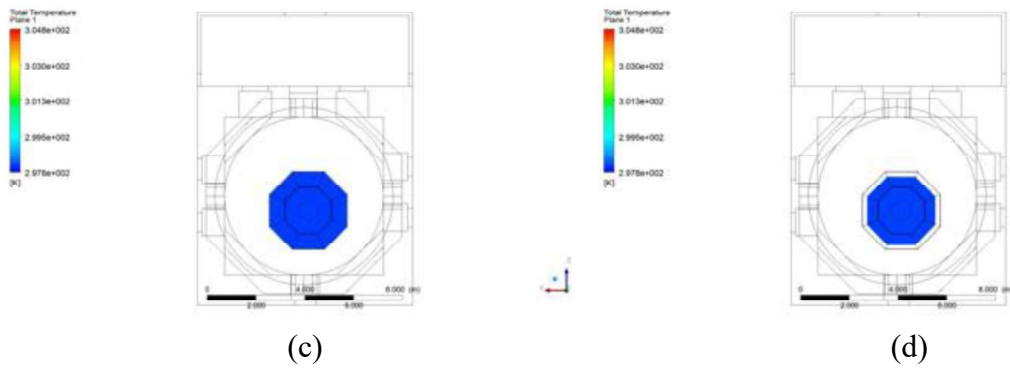 Total Temperature
Plane 1
3.048e+002
3.030e+002
3.013e+002
2.995e+002
2.978e+002
[K]
0 4.000 8.000 (in)
2.000 6.000
(c)
Total Temperature
Plane 1
3.048e+002
3.030e+002
3.013e+002
2.995e+002
2.978e+002
[K]
0 4.000 8.000 (in)
2.000 6.000
(d)